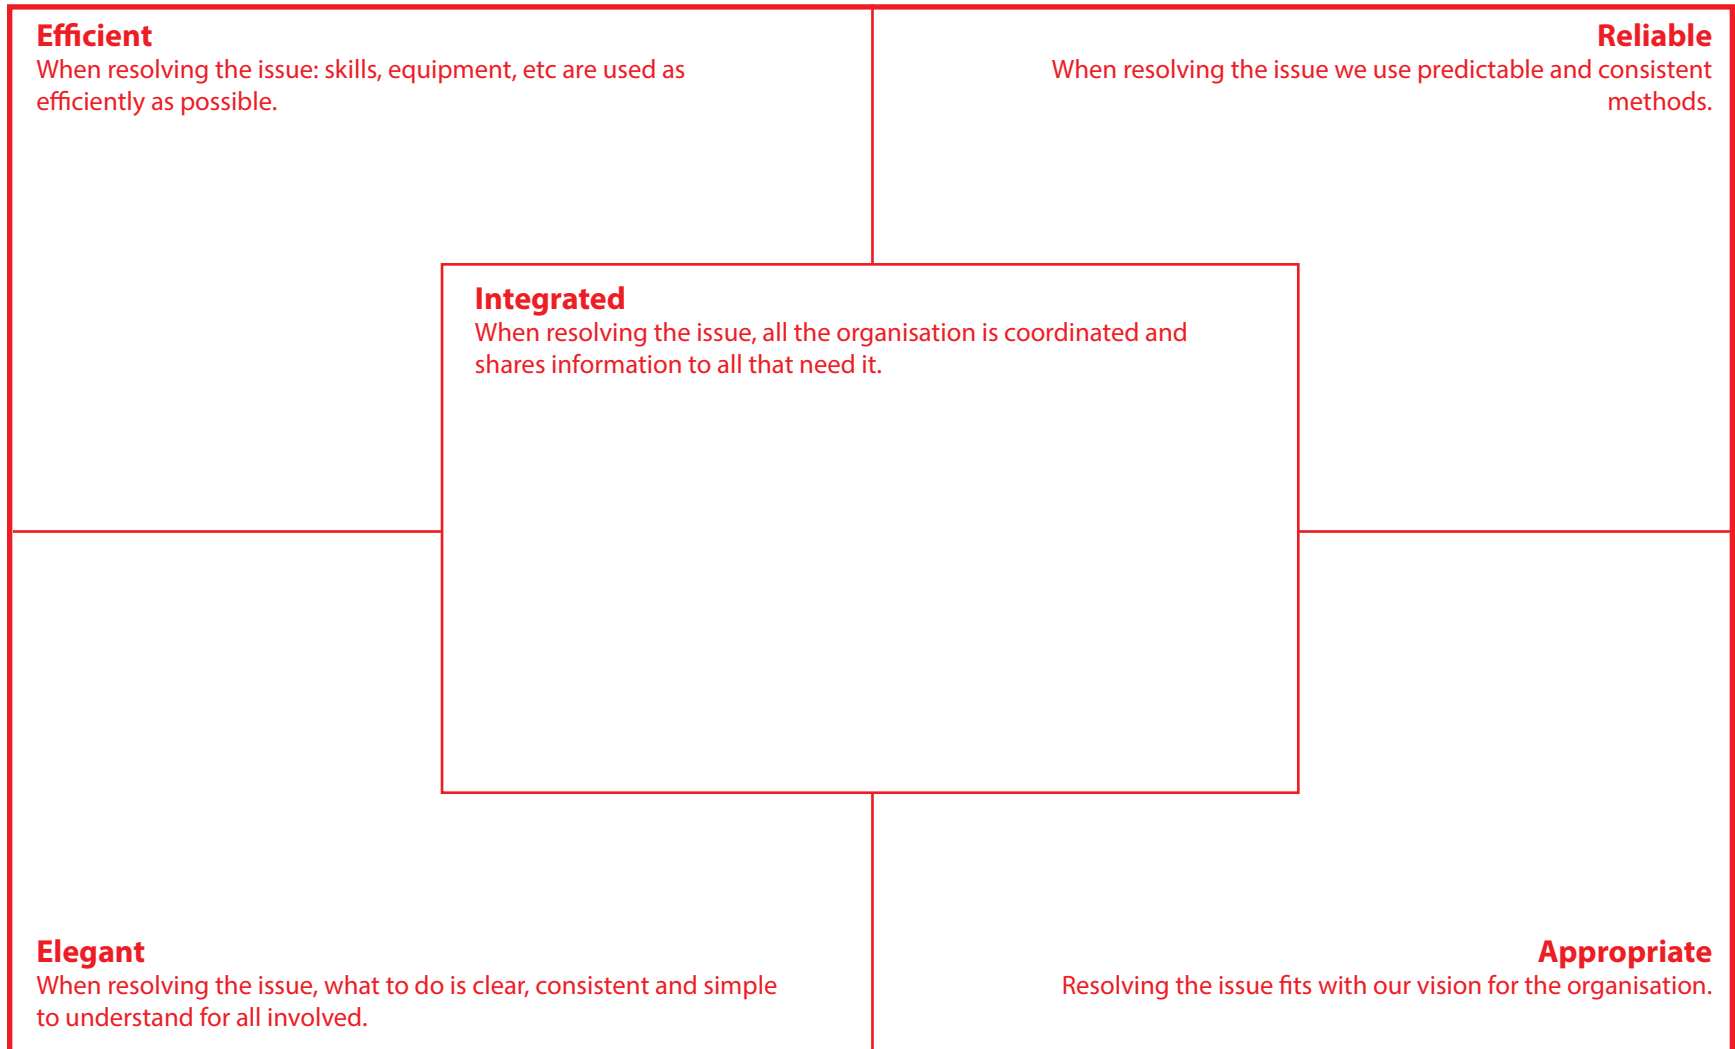 Efficient
When resolving the issue: skills, equipment, etc are used as
efficiently as possible.
Reliable
When resolving the issue we use predictable and consistent
methods.
Integrated
When resolving the issue, all the organisation is coordinated and
shares information to all that need it.
Elegant
When resolving the issue, what to do is clear, consistent and simple
to understand for all involved.
Appropriate
Resolving the issue fits with our vision for the organisation.